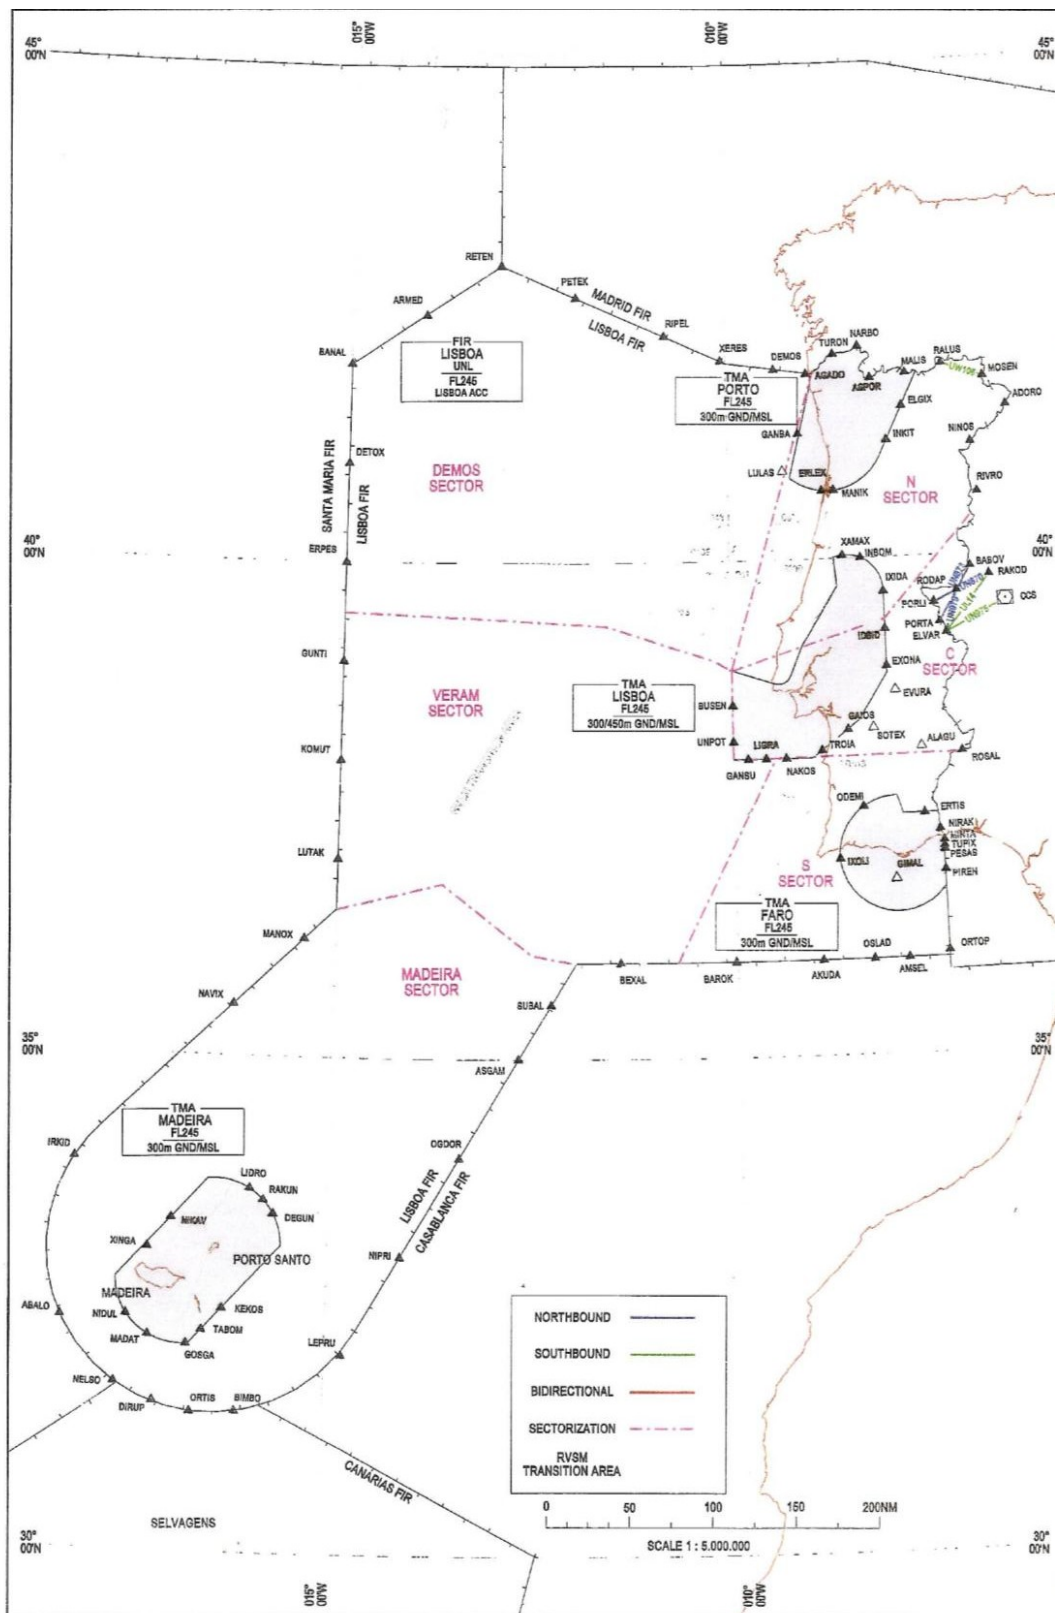 015°
00'W
010°
00'W
45°
00'N
45°
00'N
RETEN
PETEK
ARMED
MADRID FIR
LISBOA FIR
RIPEL
NARBO
TURON
BANAL
FIR
LISBOA
UNL
FL245
LISBOA ACC
XERES
DEMOS
AGADO
ASPOR
MALIS
RALUS
UW106
MOSEN
TMA
PORTO
FL245
300m GND/MSL
ELGIX
ADORO
GANBA
INKIT
NINOS
SANTA MARIA FIR
LISBOA FIR
DETOX
DEMOS
SECTOR
LULAS
ERLEX
MANIK
N
SECTOR
RIVRO
40°
00'N
40°
00'N
ERPES
XAMAX
INBOM
BABOV
RAKOD
IXIDA
RODAP
PORLI
UL14
UN975
CCS
PORTA
ELVAR
IDBID
C
SECTOR
GUNTI
EXONA
VERAM
SECTOR
TMA
LISBOA
FL245
300/450m GND/MSL
EVURA
BUSEN
GAIOS
SOTEX
UNPOT
LIGRA
TROIA
ALAGU
ROSAL
KOMUT
GANSU
NAKOS
ODEMI
ERTIS
NIRAK
MINTA
TUPIX
PESAS
LUTAK
S
SECTOR
IXOLI
GIMAL
PIREN
TMA
FARO
FL245
300m GND/MSL
MANOX
OSLAD
ORTOP
MADEIRA
SECTOR
BEXAL
BAROK
AKUDA
AMSEL
NAVIX
SUBAL
35°
00'N
35°
00'N
ASGAM
TMA
MADEIRA
FL245
300m GND/MSL
IRKID
OGDOR
LIDRO
RAKUN
LISBOA FIR
CASABLANCA FIR
NIKAV
DEGUN
XINGA
PORTO SANTO
NIPRI
MADEIRA
ABALO
NIDUL
KEKOS
MADAT
TABOM
GOSGA
LEPRU
NELSO
DIRUP
ORTIS
BIMBO
NORTHBOUND
SOUTHBOUND
BIDIRECTIONAL
SECTORIZATION
RVSM
TRANSITION AREA
CANARIAS FIR
SELVAGENS
0 50 100 150 200NM
SCALE 1 : 5.000.000
30°
00'N
30°
00'N
015°
00'W
010°
00'W